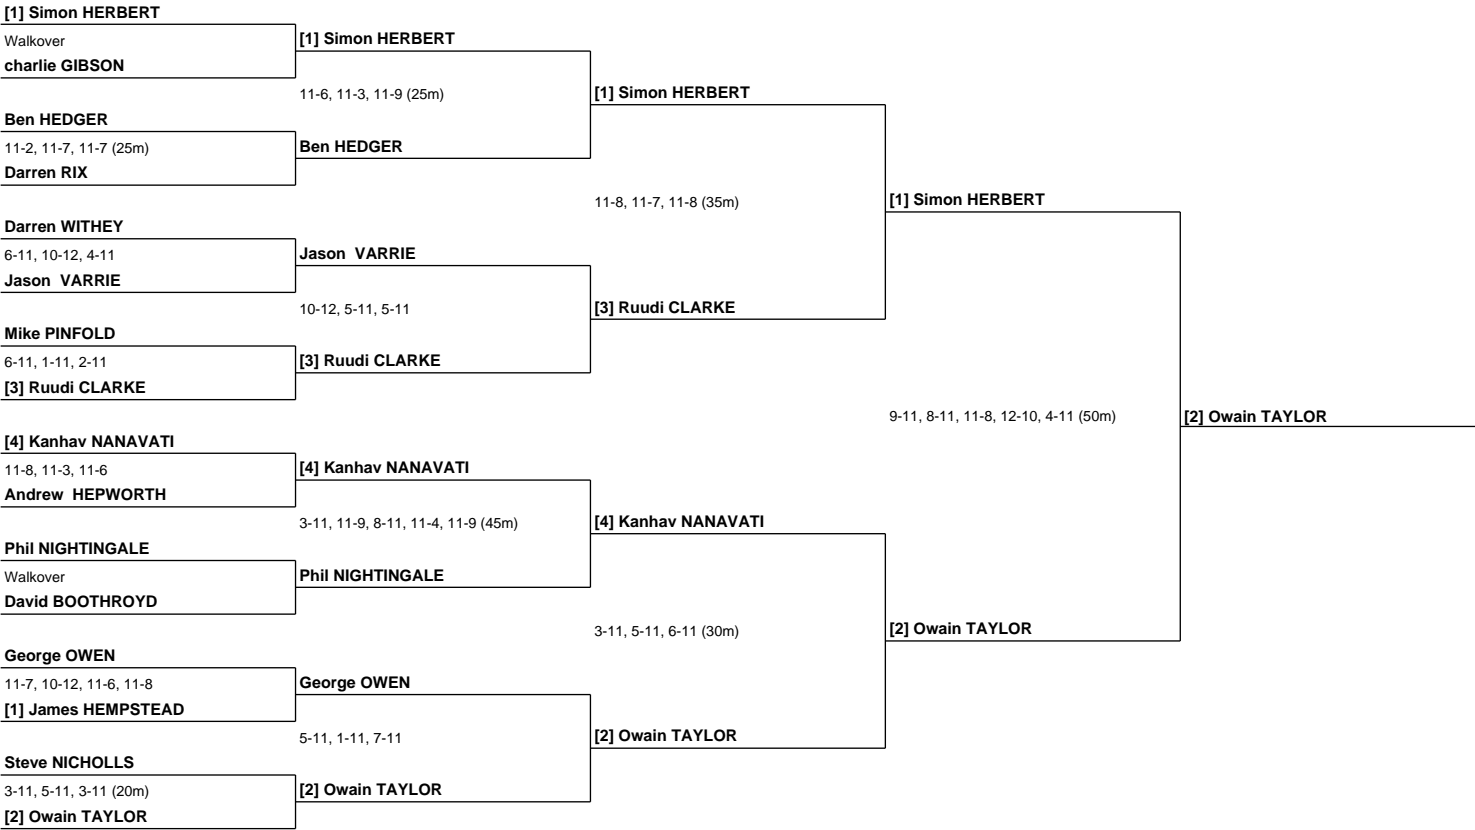 [1] Simon HERBERT
Walkover
charlie GIBSON
Ben HEDGER
11-2, 11-7, 11-7 (25m)
Darren RIX
Darren WITHEY
6-11, 10-12, 4-11
Jason  VARRIE
Mike PINFOLD
6-11, 1-11, 2-11
[3] Ruudi CLARKE
[4] Kanhav NANAVATI
11-8, 11-3, 11-6
Andrew  HEPWORTH
Phil NIGHTINGALE
Walkover
David BOOTHROYD
George OWEN
11-7, 10-12, 11-6, 11-8
[1] James HEMPSTEAD
Steve NICHOLLS
3-11, 5-11, 3-11 (20m)
[2] Owain TAYLOR
[1] Simon HERBERT
11-6, 11-3, 11-9 (25m)
Ben HEDGER
Jason  VARRIE
10-12, 5-11, 5-11
[3] Ruudi CLARKE
[4] Kanhav NANAVATI
3-11, 11-9, 8-11, 11-4, 11-9 (45m)
Phil NIGHTINGALE
George OWEN
5-11, 1-11, 7-11
[2] Owain TAYLOR
[1] Simon HERBERT
11-8, 11-7, 11-8 (35m)
[3] Ruudi CLARKE
[4] Kanhav NANAVATI
3-11, 5-11, 6-11 (30m)
[2] Owain TAYLOR
[1] Simon HERBERT
9-11, 8-11, 11-8, 12-10, 4-11 (50m)
[2] Owain TAYLOR
[2] Owain TAYLOR